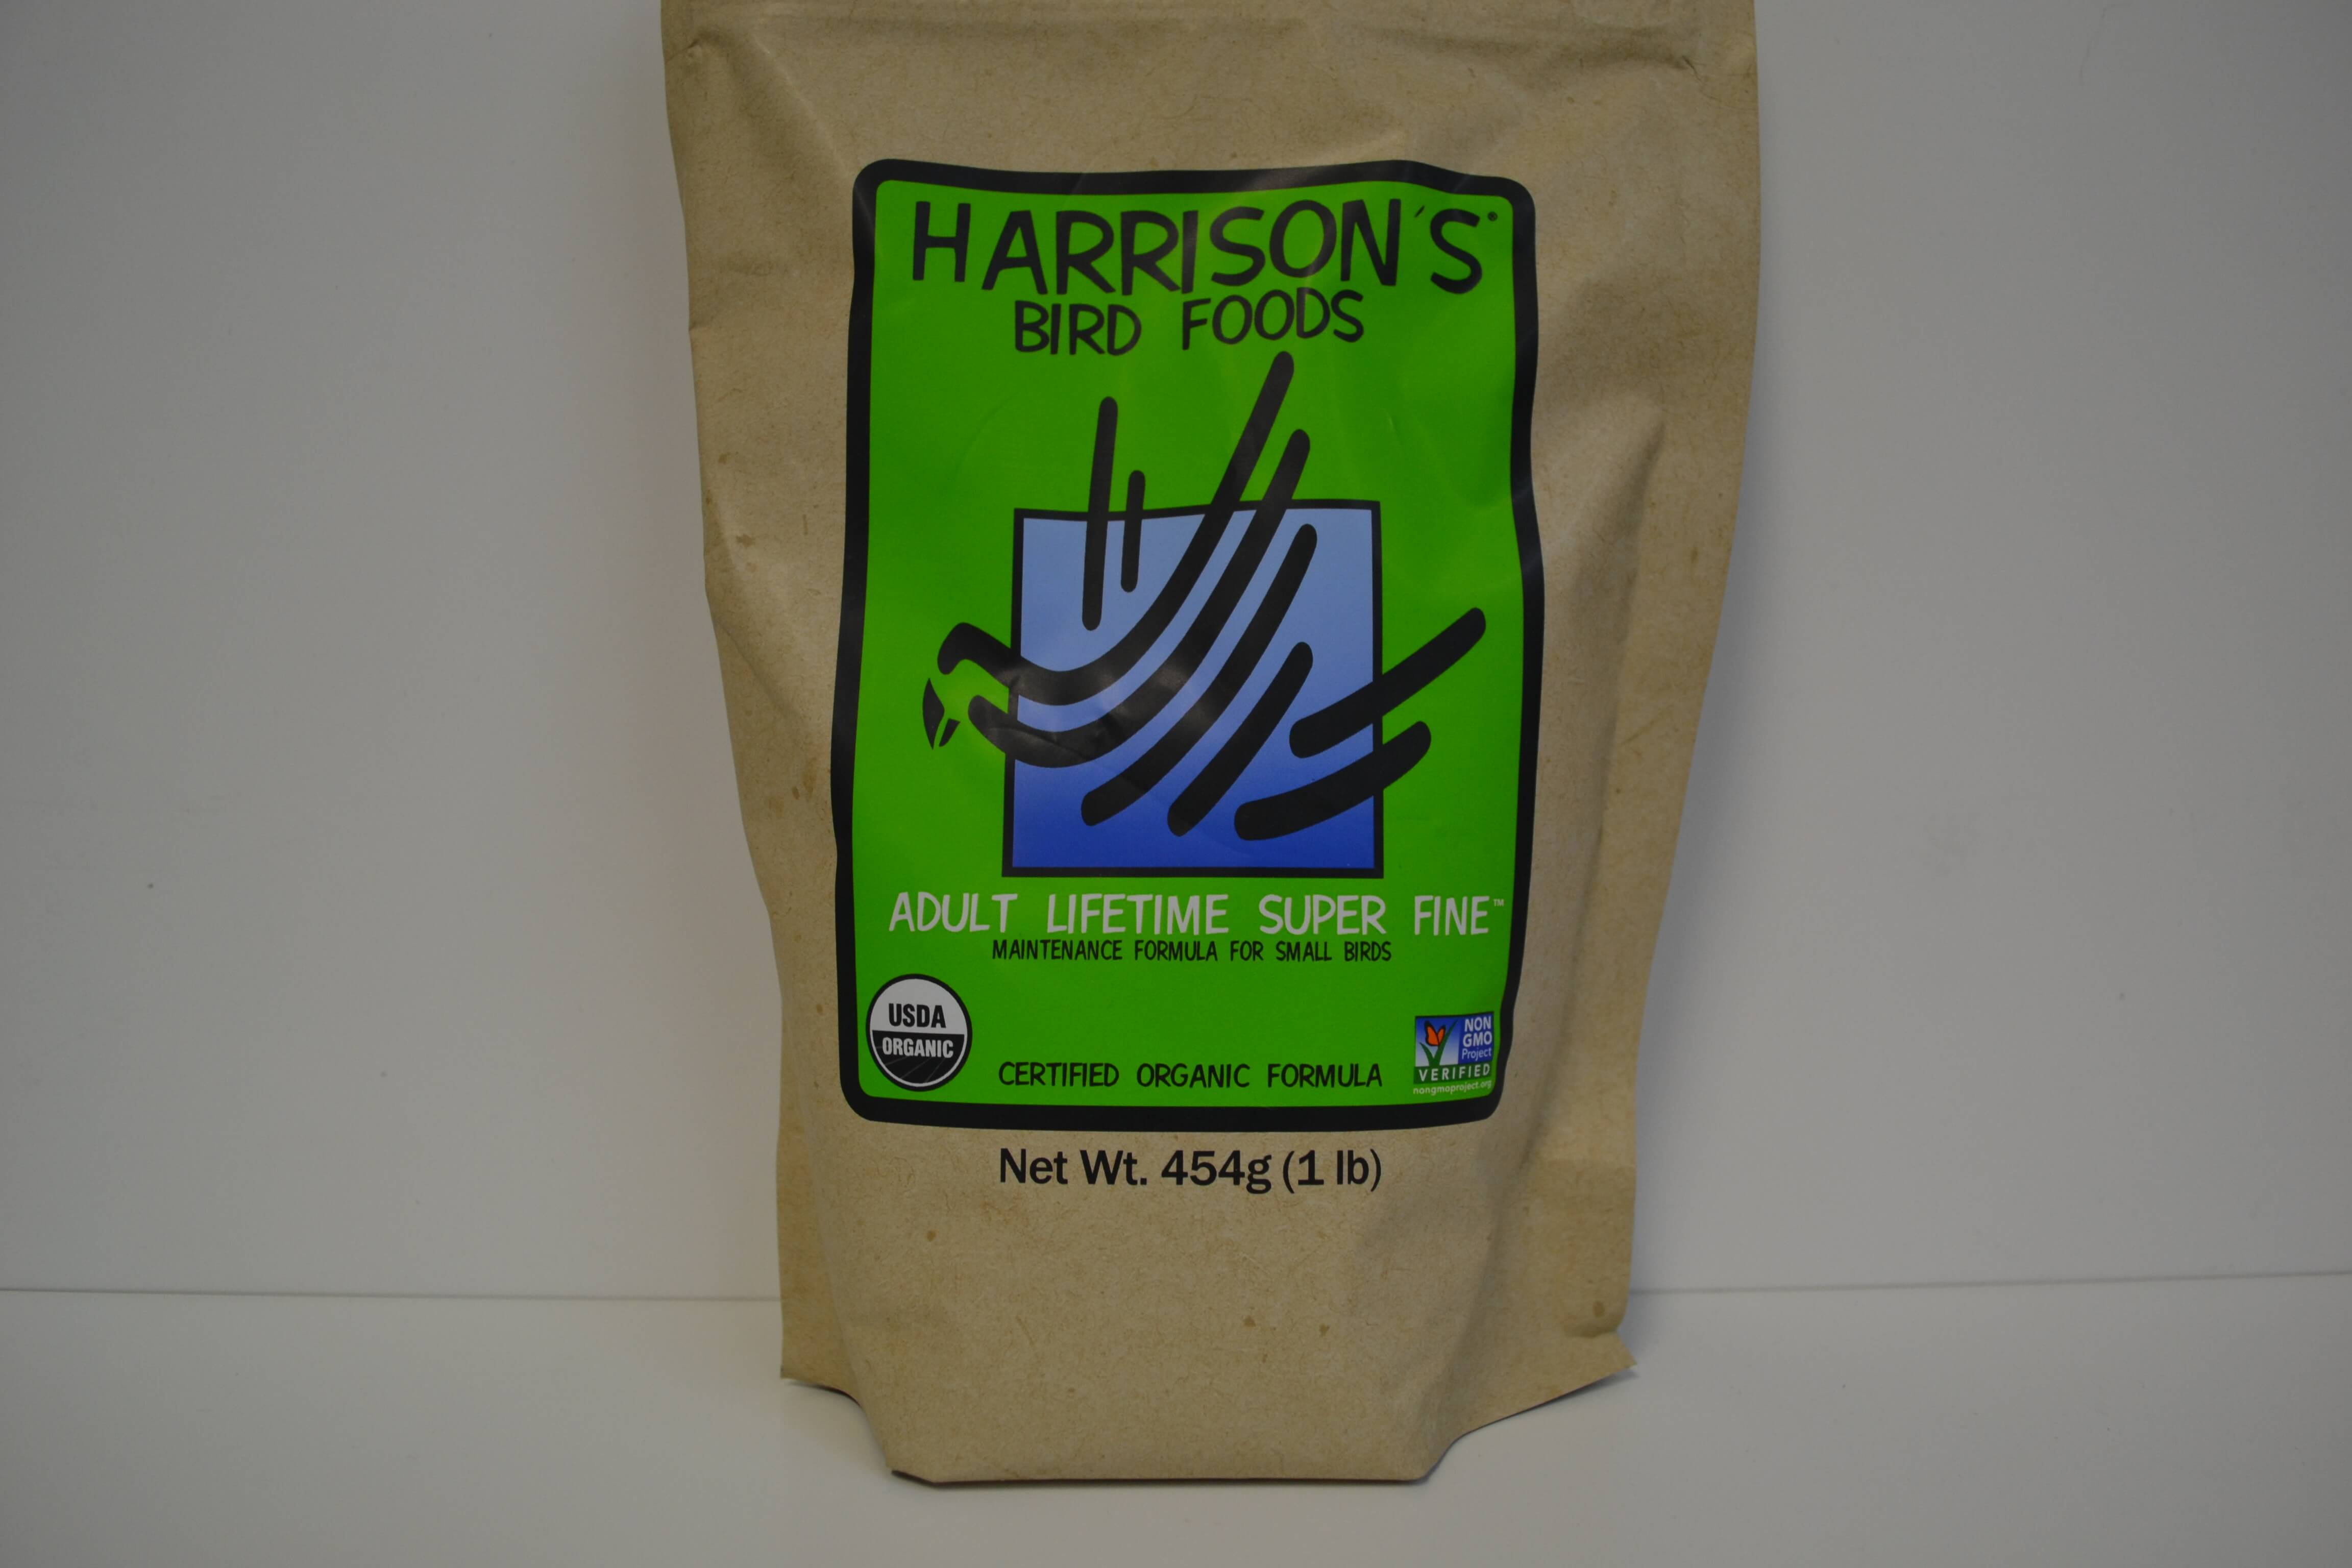 HARRISON'S®
BIRD FOODS
ADULT LIFETIME SUPER FINE™
MAINTENANCE FORMULA FOR SMALL BIRDS
USDA
ORGANIC
CERTIFIED ORGANIC FORMULA
NON
GMO
Project
VERIFIED
nongmoproject.org
Net Wt. 454g (1 lb)